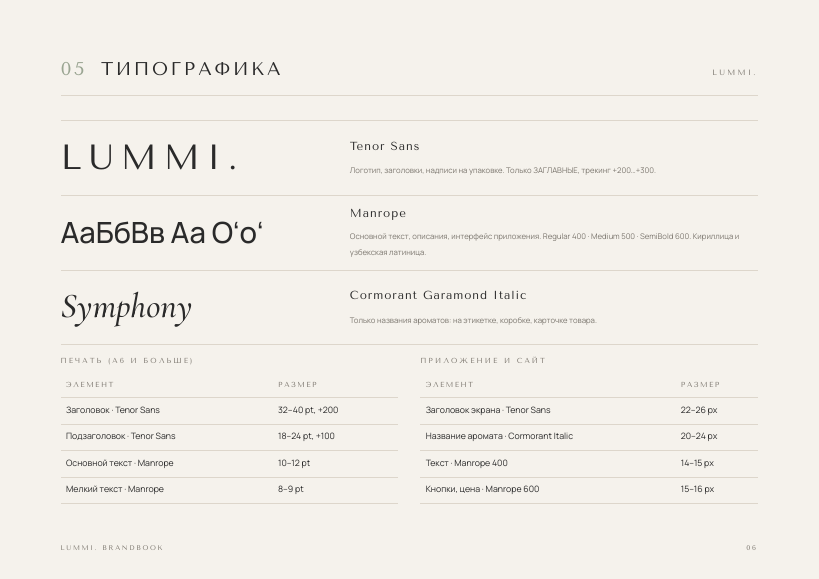 05 ТИПОГРАФИКА
LUMMI.
LUMMI.
Tenor Sans
Логотип, заголовки, надписи на упаковке. Только ЗАГЛАВНЫЕ, трекинг +200…+300.
АаБбВв Aa Oʻoʻ
Manrope
Основной текст, описания, интерфейс приложения. Regular 400 · Medium 500 · SemiBold 600. Кириллица и
узбекская латиница.
Symphony
Cormorant Garamond Italic
Только названия ароматов: на этикетке, коробке, карточке товара.
ПЕЧАТЬ (А6 И БОЛЬШЕ)
ЭЛЕМЕНТ РАЗМЕР
Заголовок · Tenor Sans 32–40 pt, +200
Подзаголовок · Tenor Sans 18–24 pt, +100
Основной текст · Manrope 10–12 pt
Мелкий текст · Manrope 8–9 pt
ПРИЛОЖЕНИЕ И САЙТ
ЭЛЕМЕНТ РАЗМЕР
Заголовок экрана · Tenor Sans 22–26 px
Название аромата · Cormorant Italic 20–24 px
Текст · Manrope 400 14–15 px
Кнопки, цена · Manrope 600 15–16 px
LUMMI. BRANDBOOK
06